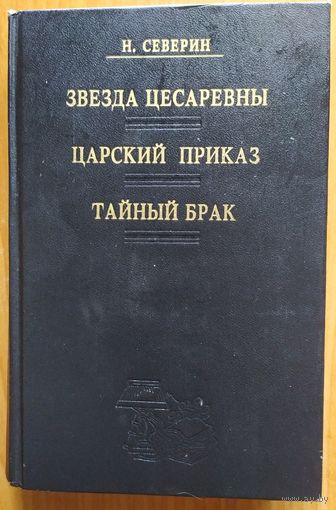 Н. СЕВЕРИН
ЗВЕЗДА ЦЕСАРЕВНЫ
ЦАРСКИЙ ПРИКАЗ
ТАЙНЫЙ БРАК